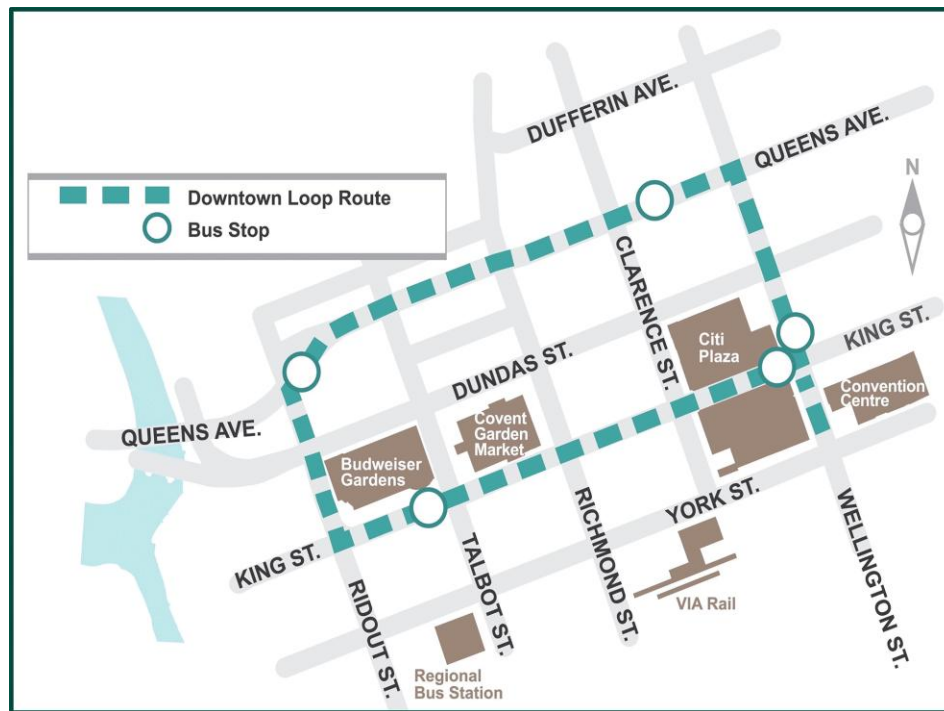 DUFFERIN AVE.
QUEENS AVE.
N
Downtown Loop Route
Bus Stop
CLARENCE ST.
Citi
Plaza
KING ST.
Convention
Centre
DUNDAS ST.
Covent
Garden
Market
QUEENS AVE.
Budweiser
Gardens
YORK ST.
KING ST.
RIDOUT ST.
TALBOT ST.
RICHMOND ST.
WELLINGTON ST.
VIA Rail
Regional
Bus Station